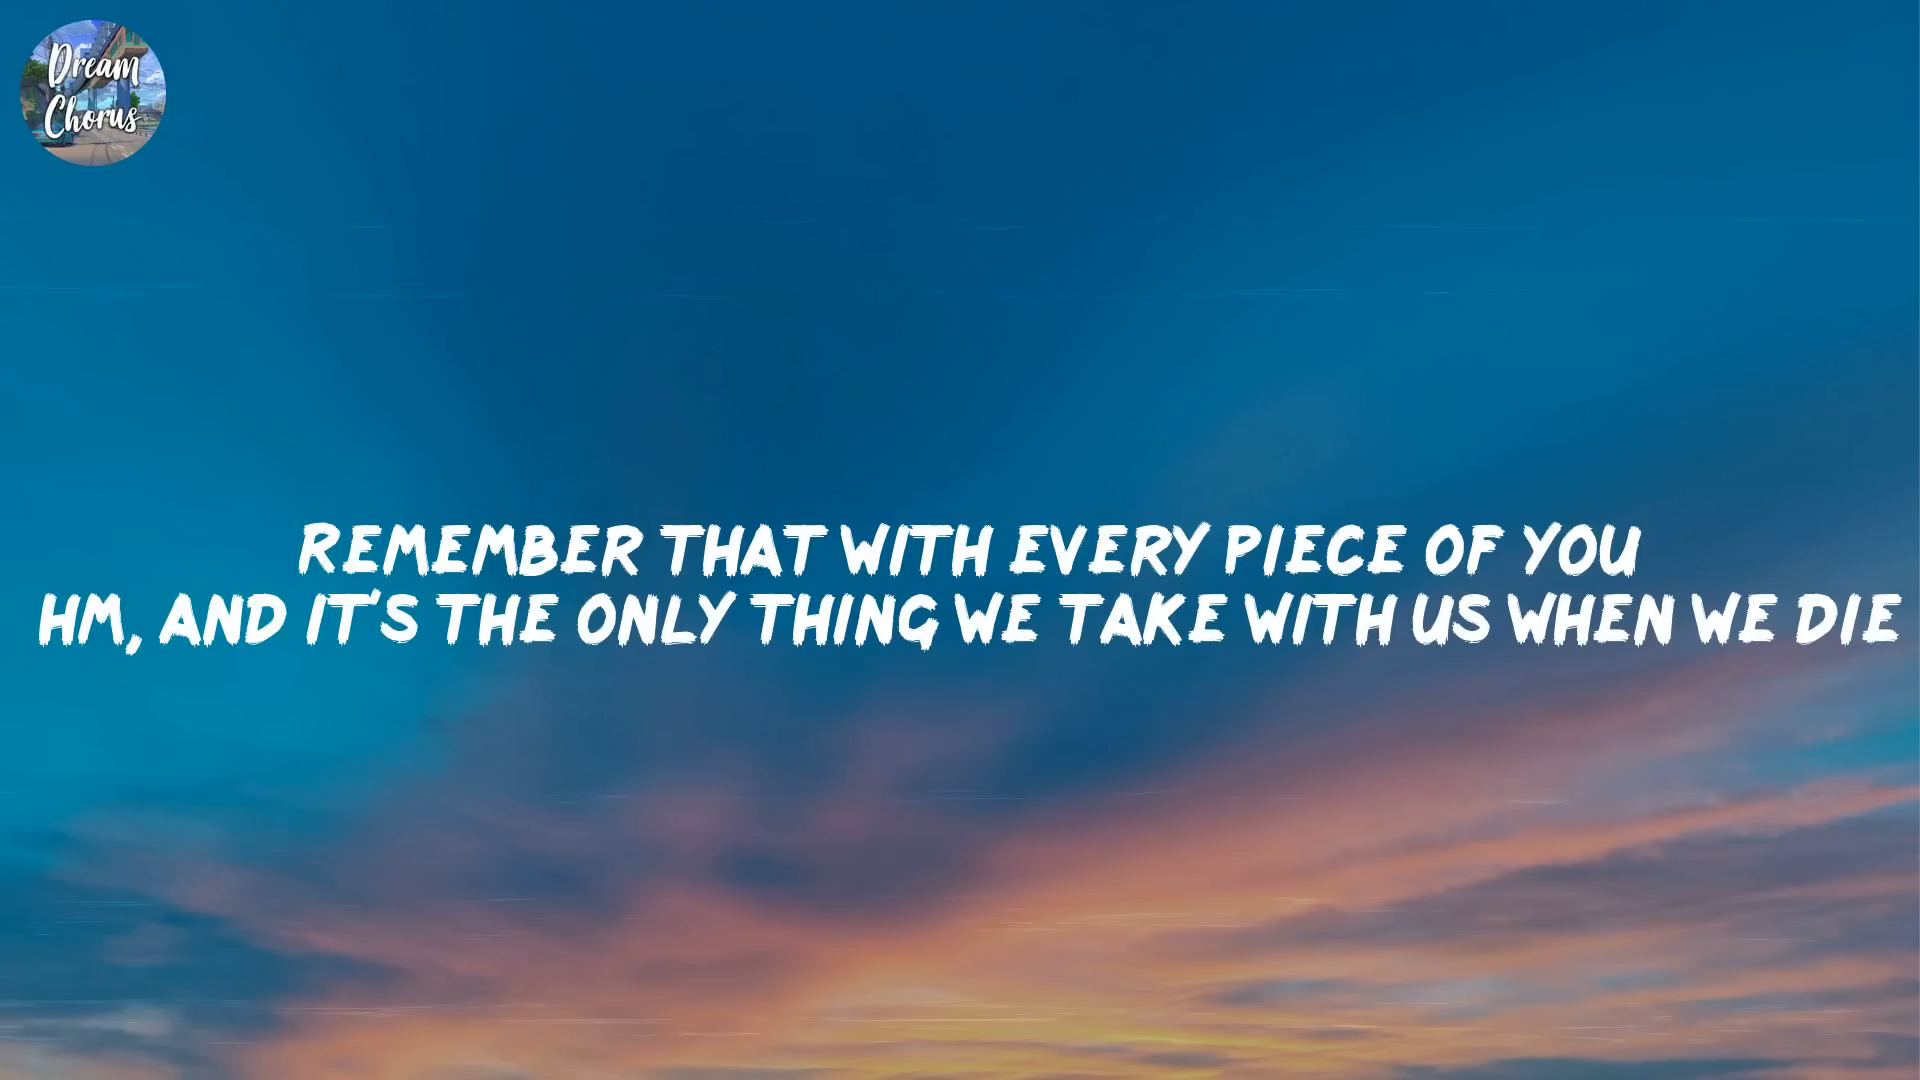 Dream
Chorus
REMEMBER THAT WITH EVERY PIECE OF YOU
HM, AND IT'S THE ONLY THING WE TAKE WITH US WHEN WE DIE